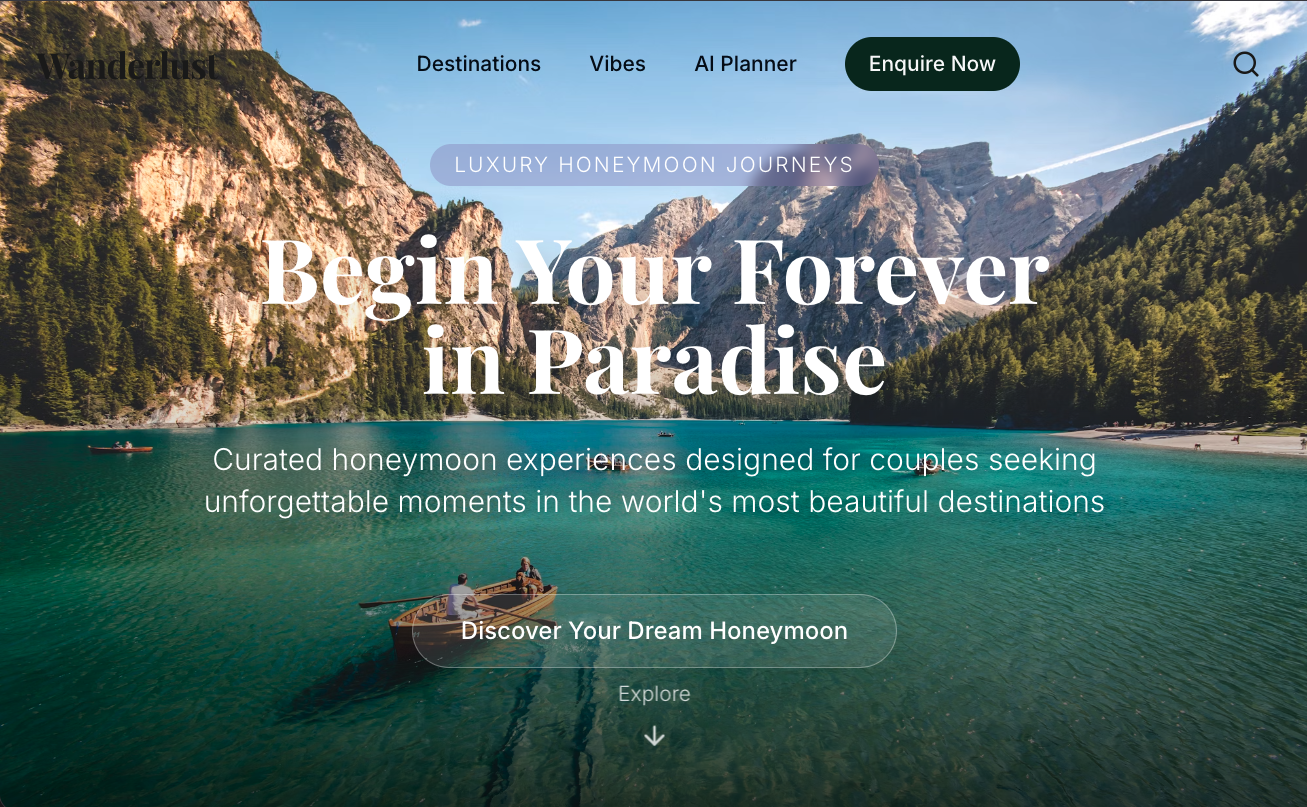 Wanderlust
Destinations
Vibes
AI Planner
Enquire Now
LUXURY HONEYMOON JOURNEYS
Begin Your Forever
in Paradise
Curated honeymoon experiences designed for couples seeking
unforgettable moments in the world's most beautiful destinations
Discover Your Dream Honeymoon
Explore